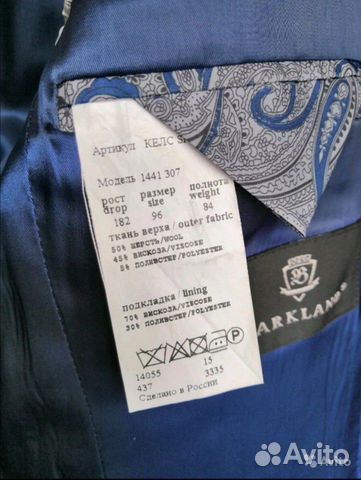 Артикул КЕЛС
Модель 1441 307
рост размер полнота
drop size weight
182 96 84
ткань верха / outer fabric
50% ШЕРСТЬ/WOOL
45% ВИСКОЗА/VISCOSE
5% ПОЛИЭСТЕР/POLYESTER
подкладка / lining
70% ВИСКОЗА/VISCOSE
30% ПОЛИЭСТЕР/POLYESTER
14055 15
437 3335
Сделано в России
ARKLAND
Avito
Avito